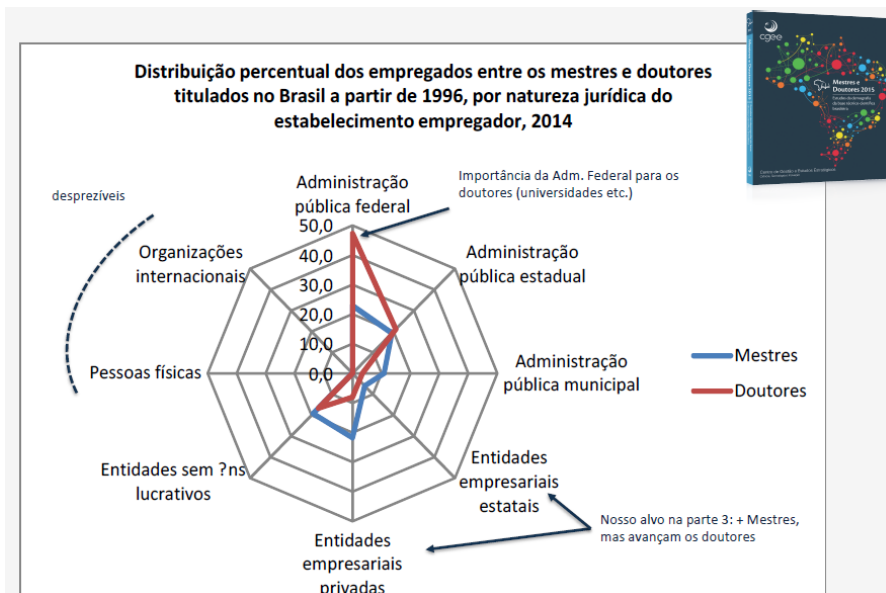 cgee
Mestres e
Doutores 2015
Distribuição percentual dos empregados entre os mestres e doutores
titulados no Brasil a partir de 1996, por natureza jurídica do
estabelecimento empregador, 2014
desprezíveis
Importância da Adm. Federal para os
doutores (universidades etc.)
Administração
pública federal
50,0
40,0
30,0
20,0
10,0
0,0
Administração
pública estadual
Administração
pública municipal
Entidades
empresariais
estatais
Entidades
empresariais
privadas
Entidades sem ?ns
lucrativos
Pessoas físicas
Organizações
internacionais
Mestres
Doutores
Nosso alvo na parte 3: + Mestres,
mas avançam os doutores